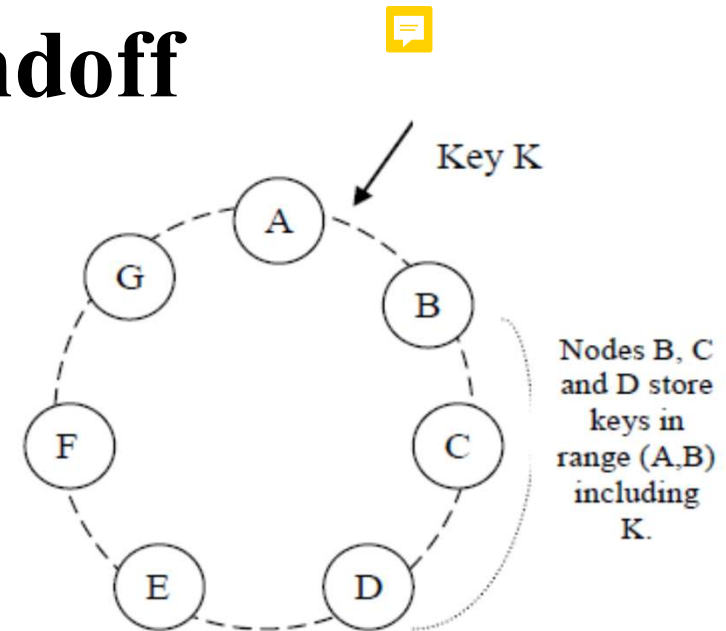 ndoff
Key K
A
G
B
Nodes B, C
and D store
keys in
range (A,B)
including
K.
F
C
E
D